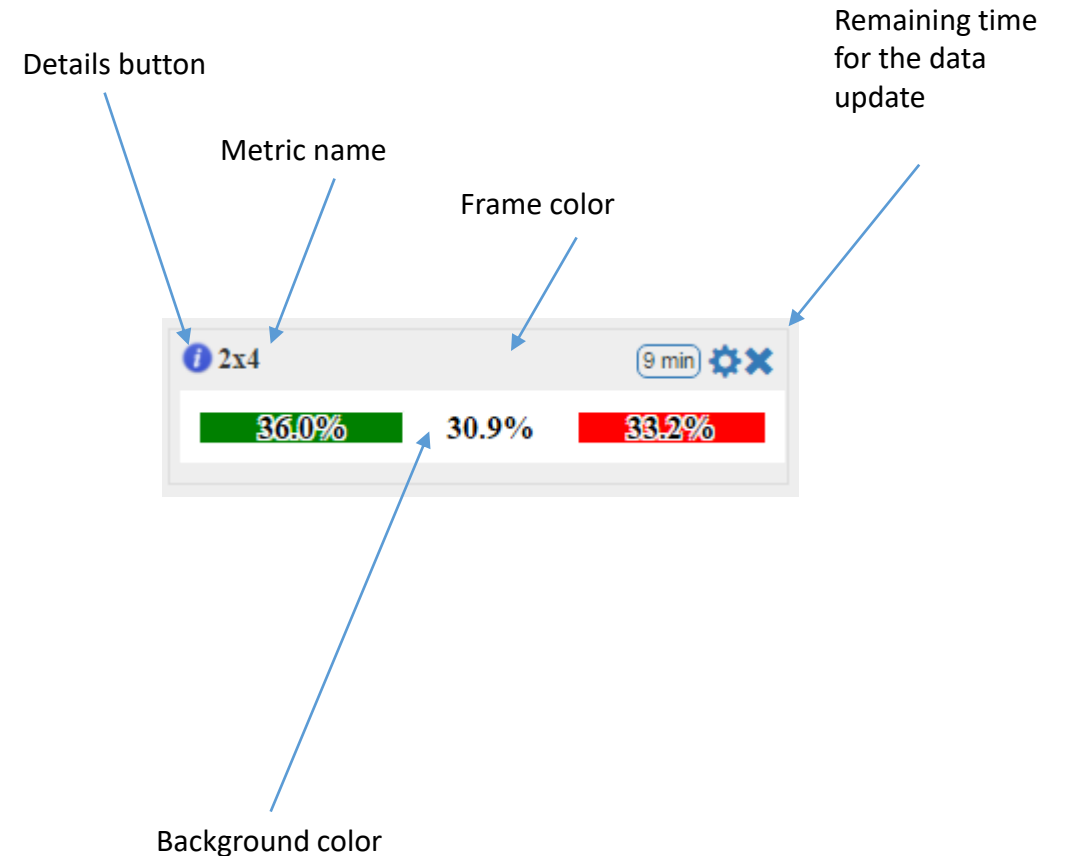 Remaining time
for the data
update
Details button
Metric name
Frame color
i 2x4 9 min
36.0% 30.9% 33.2%
Background color